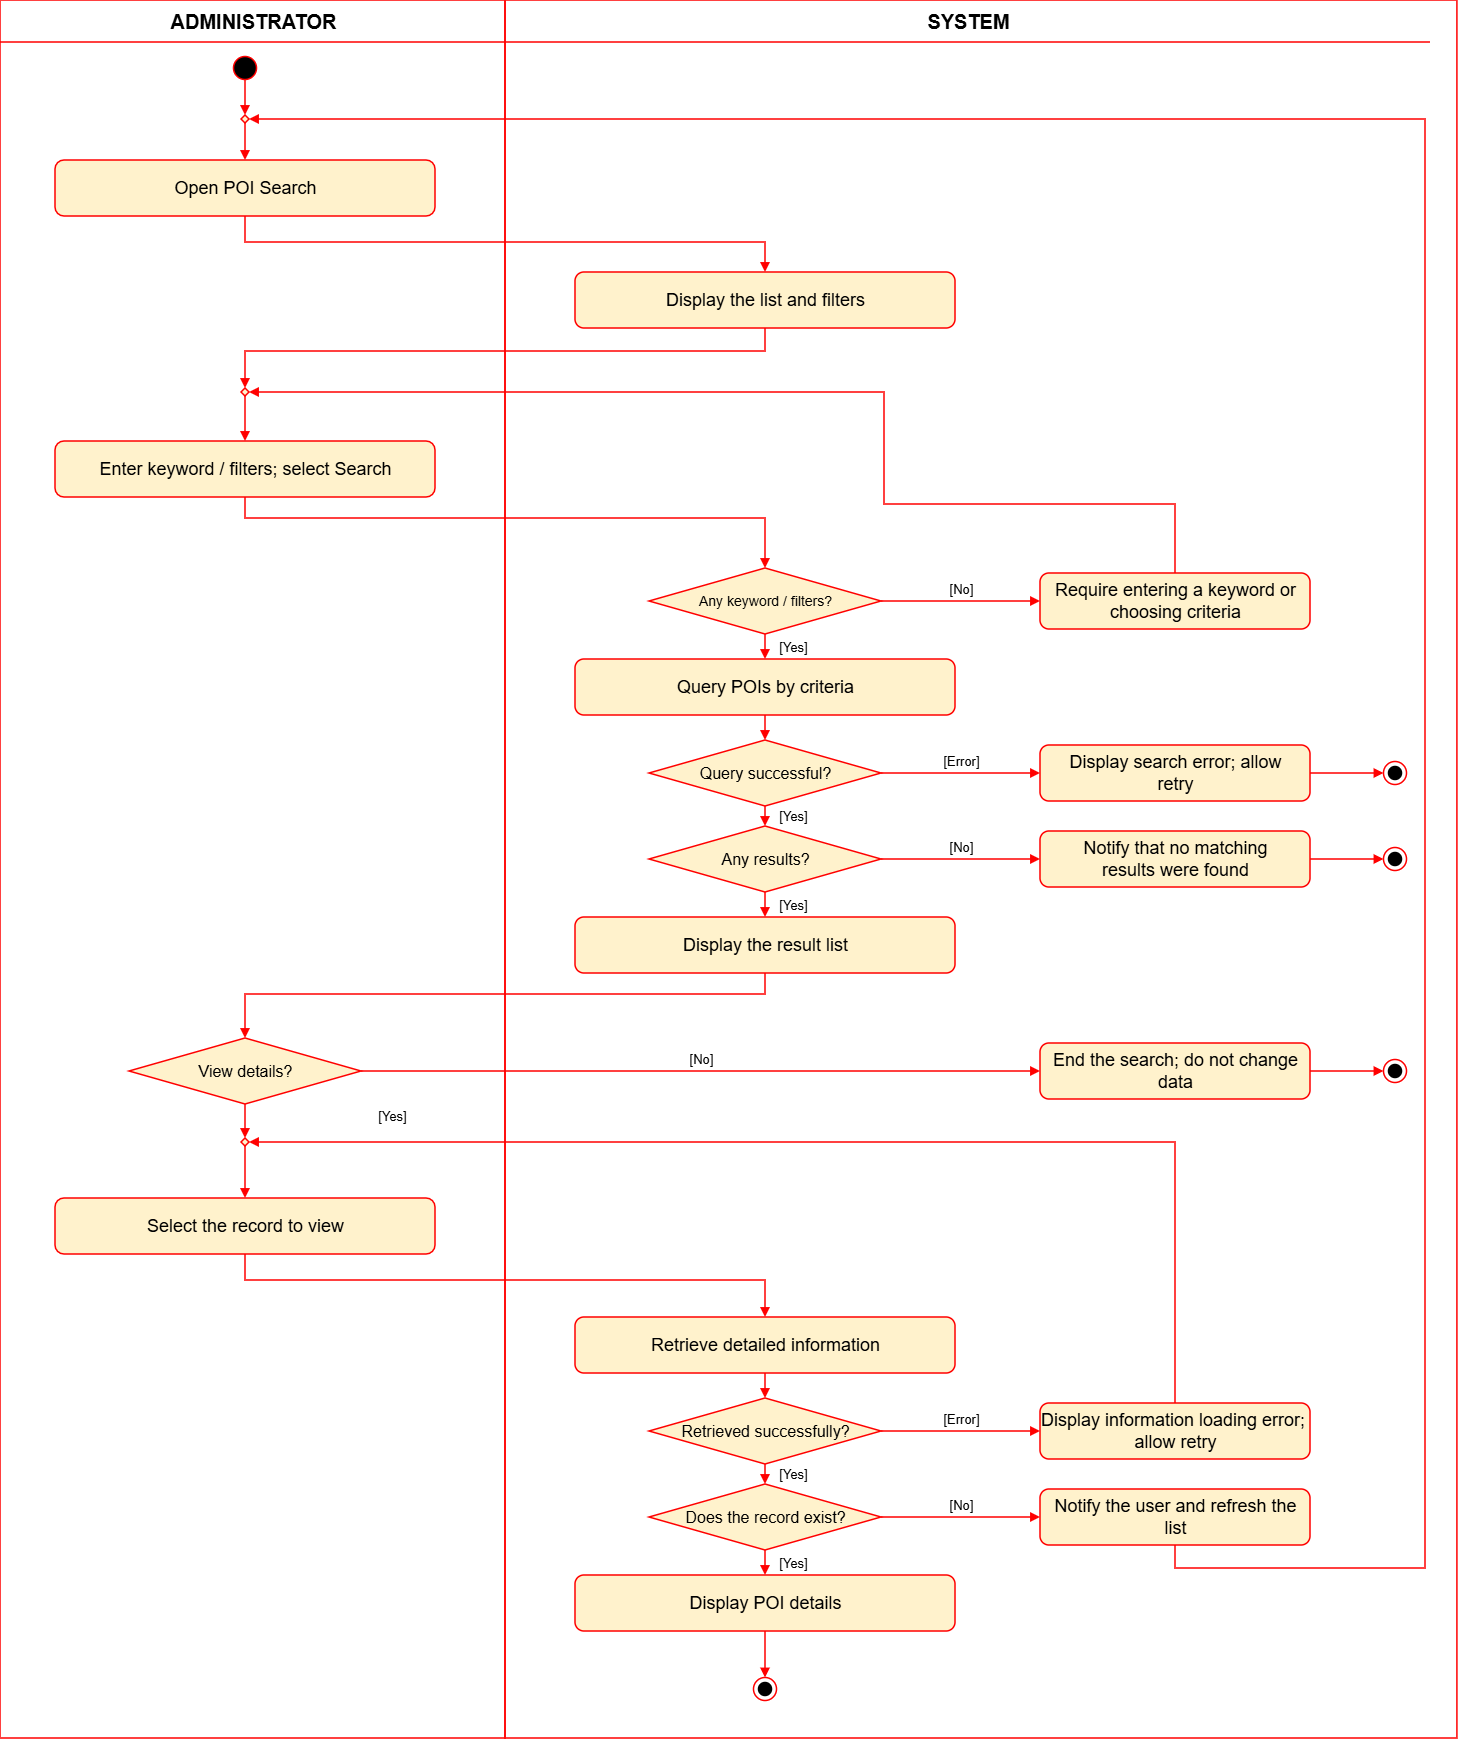 ADMINISTRATOR
SYSTEM
Open POI Search
Display the list and filters
Enter keyword / filters; select Search
Any keyword / filters?
[No]
Require entering a keyword or
choosing criteria
[Yes]
Query POIs by criteria
Query successful?
[Error]
Display search error; allow
retry
[Yes]
Any results?
[No]
Notify that no matching
results were found
[Yes]
Display the result list
View details?
[No]
End the search; do not change
data
[Yes]
Select the record to view
Retrieve detailed information
Retrieved successfully?
[Error]
Display information loading error;
allow retry
[Yes]
Does the record exist?
[No]
Notify the user and refresh the
list
[Yes]
Display POI details